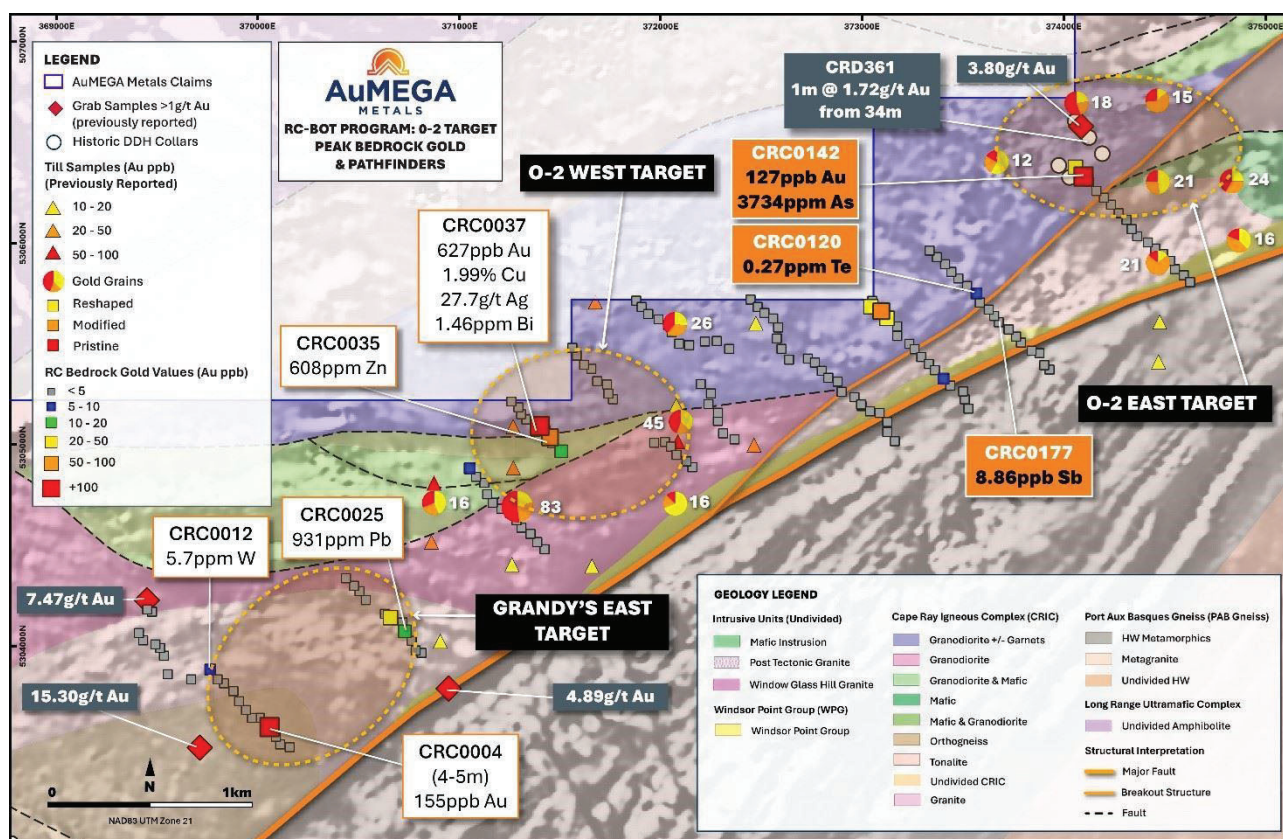 369000E
370000E
371000E
372000E
373000E
374000E
375000E
507000N
5306000N
5305000N
5304000N
LEGEND
AuMEGA Metals Claims
Grab Samples >1g/t Au
(previously reported)
Historic DDH Collars
Till Samples (Au ppb)
(Previously Reported)
10 - 20
20 - 50
50 - 100
Gold Grains
Reshaped
Modified
Pristine
RC Bedrock Gold Values (Au ppb)
< 5
5 - 10
10 - 20
20 - 50
50 - 100
+100
AuMEGA
METALS
RC-BOT PROGRAM: 0-2 TARGET
PEAK BEDROCK GOLD
& PATHFINDERS
O-2 WEST TARGET
CRC0037
627ppb Au
1.99% Cu
27.7g/t Ag
1.46ppm Bi
CRC0035
608ppm Zn
CRD361
1m @ 1.72g/t Au
from 34m
3.80g/t Au
CRC0142
127ppb Au
3734ppm As
CRC0120
0.27ppm Te
18
15
12
21
24
16
21
26
45
16
83
16
O-2 EAST TARGET
CRC0177
8.86ppb Sb
CRC0012
5.7ppm W
CRC0025
931ppm Pb
7.47g/t Au
GRANDY'S EAST
TARGET
15.30g/t Au
4.89g/t Au
CRC0004
(4-5m)
155ppb Au
N
0
1km
NAD83 UTM Zone 21
GEOLOGY LEGEND
Intrusive Units (Undivided)
Mafic Instrusion
Post Tectonic Granite
Window Glass Hill Granite
Windsor Point Group (WPG)
Windsor Point Group
Cape Ray Igneous Complex (CRIC)
Granodiorite +/- Garnets
Granodiorite
Granodiorite & Mafic
Mafic
Mafic & Granodiorite
Orthogneiss
Tonalite
Undivided CRIC
Granite
Port Aux Basques Gneiss (PAB Gneiss)
HW Metamorphics
Metagranite
Undivided HW
Long Range Ultramafic Complex
Undivided Amphibolite
Structural Interpretation
Major Fault
Breakout Structure
Fault